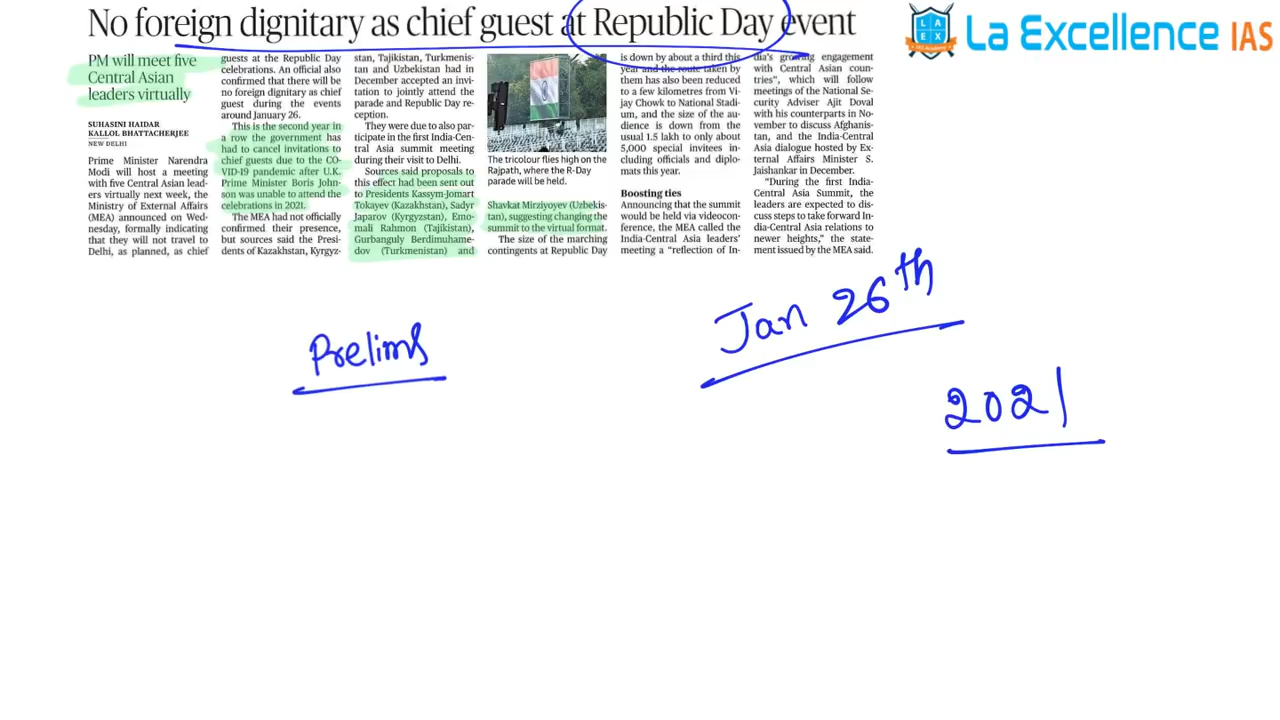 No foreign dignitary as chief guest at Republic Day event
LA
EX
IAS Academy
La Excellence IAS
PM will meet five
Central Asian
leaders virtually
SUHASINI HAIDAR
KALLOL BHATTACHERJEE
NEW DELHI
Prime Minister Narendra
Modi will host a meeting
with five Central Asian lead-
ers virtually next week, the
Ministry of External Affairs
(MEA) announced on Wed-
nesday, formally indicating
that they will not travel to
Delhi, as planned, as chief
guests at the Republic Day
celebrations. An official also
confirmed that there will be
no foreign dignitary as chief
guest during the events
around January 26.
This is the second year in
a row the government has
had to cancel invitations to
chief guests due to the CO-
VID-19 pandemic after U.K.
Prime Minister Boris John-
son was unable to attend the
celebrations in 2021.
The MEA had not officially
confirmed their presence,
but sources said the Presi-
dents of Kazakhstan, Kyrgyz-
stan, Tajikistan, Turkmenis-
tan and Uzbekistan had in
December accepted an invi-
tation to jointly attend the
parade and Republic Day re-
ception.
They were due to also par-
ticipate in the first India-Cen-
tral Asia summit meeting
during their visit to Delhi.
Sources said proposals to
this effect had been sent out
to Presidents Kassym-Jomart
Tokayev (Kazakhstan), Sadyr
Japarov (Kyrgyzstan), Emo-
mali Rahmon (Tajikistan),
Gurbanguly Berdimuhame-
dov (Turkmenistan) and
The tricolour flies high on the
Rajpath, where the R-Day
parade will be held.
Shavkat Mirziyoyev (Uzbekis-
tan), suggesting changing the
summit to the virtual format.
The size of the marching
contingents at Republic Day
is down by about a third this
year and the route taken by
them has also been reduced
to a few kilometres from Vi-
jay Chowk to National Stadi-
um, and the size of the au-
dience is down from the
usual 1.5 lakh to only about
5,000 special invitees in-
cluding officials and diplo-
mats this year.
Boosting ties
Announcing that the summit
would be held via videocon-
ference, the MEA called the
India-Central Asia leaders'
meeting a “reflection of In-
dia's growing engagement
with Central Asian coun-
tries”, which will follow
meetings of the National Se-
curity Adviser Ajit Doval
with his counterparts in No-
vember to discuss Afghanis-
tan, and the India-Central
Asia dialogue hosted by Ex-
ternal Affairs Minister S.
Jaishankar in December.
“During the first India-
Central Asia Summit, the
leaders are expected to dis-
cuss steps to take forward In-
dia-Central Asia relations to
newer heights,” the state-
ment issued by the MEA said.
Jan 26th
Prelims
2021